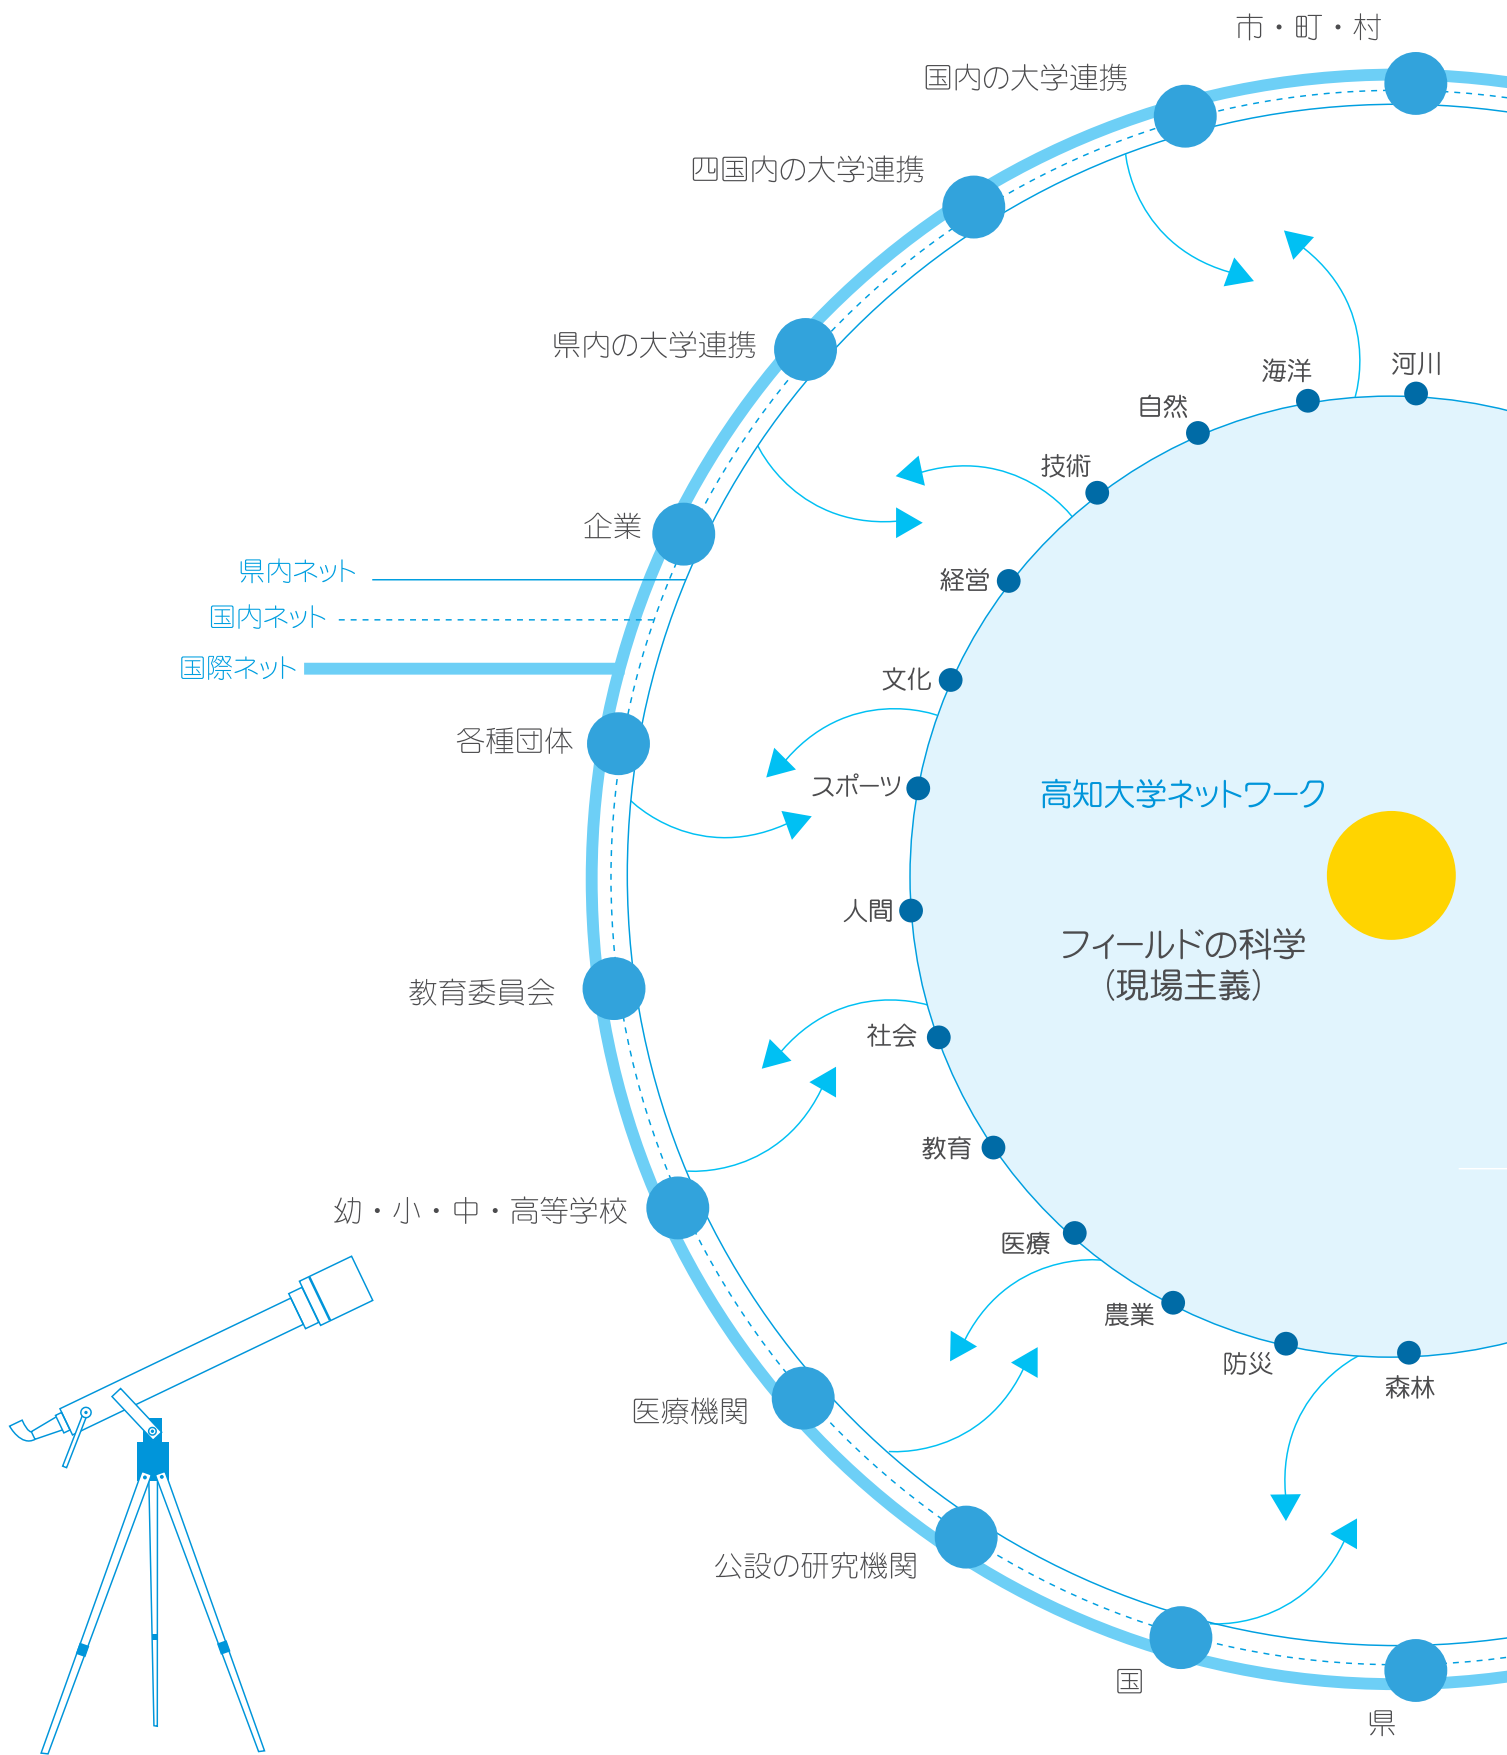 市・町・村
国内の大学連携
四国内の大学連携
県内の大学連携
企業
県内ネット
国内ネット
国際ネット
各種団体
教育委員会
幼・小・中・高等学校
医療機関
公設の研究機関
国
県
河川
海洋
自然
技術
経営
文化
スポーツ
人間
社会
教育
医療
農業
防災
森林
高知大学ネットワーク
フィールドの科学
(現場主義)